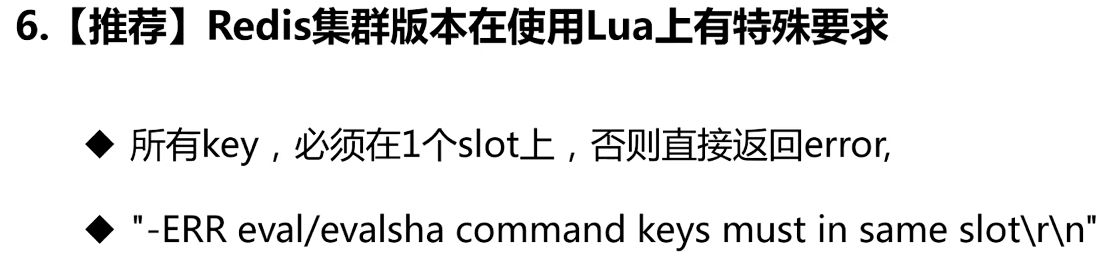 6.【推荐】Redis集群版本在使用Lua上有特殊要求
◆ 所有key，必须在1个slot上，否则直接返回error,
◆ "-ERR eval/evalsha command keys must in same slot\r\n"